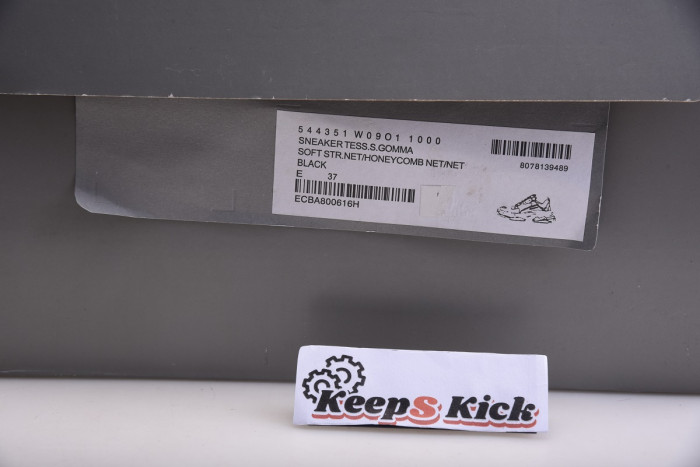 544351 W09O1 1000
SNEAKER TESS.S.GOMMA
SOFT STR.NET/HONEYCOMB NET/NET
BLACK
E 37
ECBA800616H
8078139489
KeepS Kick